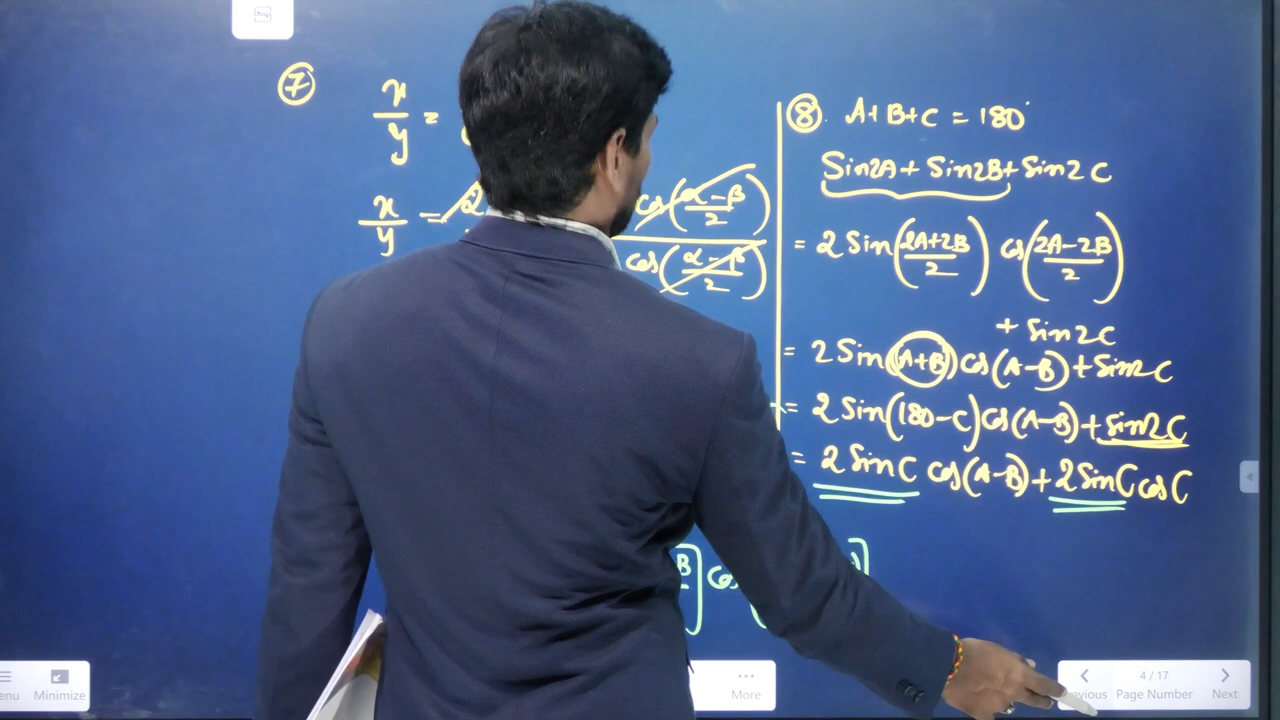 ⑦
x/y =
x/y = 2 cos((α-β)/2) / cos((α-β)/2)
⑧. A+B+C = 180°
Sin2A + Sin2B + Sin2C
= 2 Sin((2A+2B)/2) cos((2A-2B)/2)
+ Sin2C
= 2 Sin(A+B) cos(A-B) + Sin2C
= 2 Sin(180-C) cos(A-B) + Sin2C
= 2 SinC cos(A-B) + 2 SinC cosC
B] cos
Minimize
More
4/17
Page Number
Next